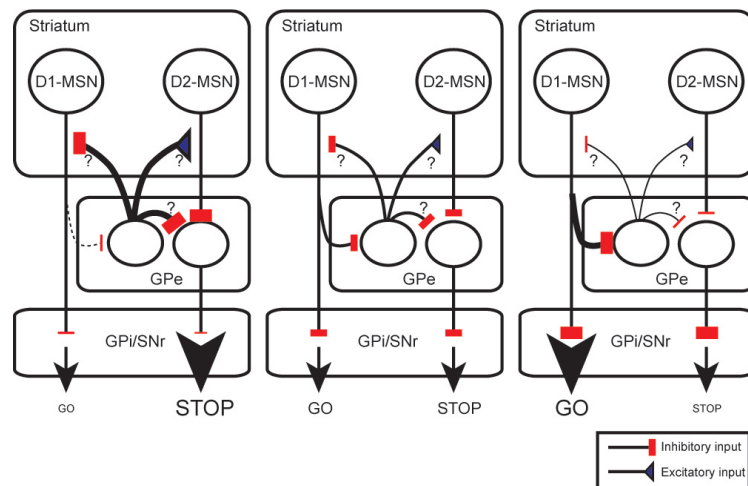 Striatum
D1-MSN
D2-MSN
?
?
?
GPe
GPi/SNr
GO
STOP
Striatum
D1-MSN
D2-MSN
?
?
?
GPe
GPi/SNr
GO
STOP
Striatum
D1-MSN
D2-MSN
?
?
?
GPe
GPi/SNr
GO
STOP
Inhibitory input
Excitatory input